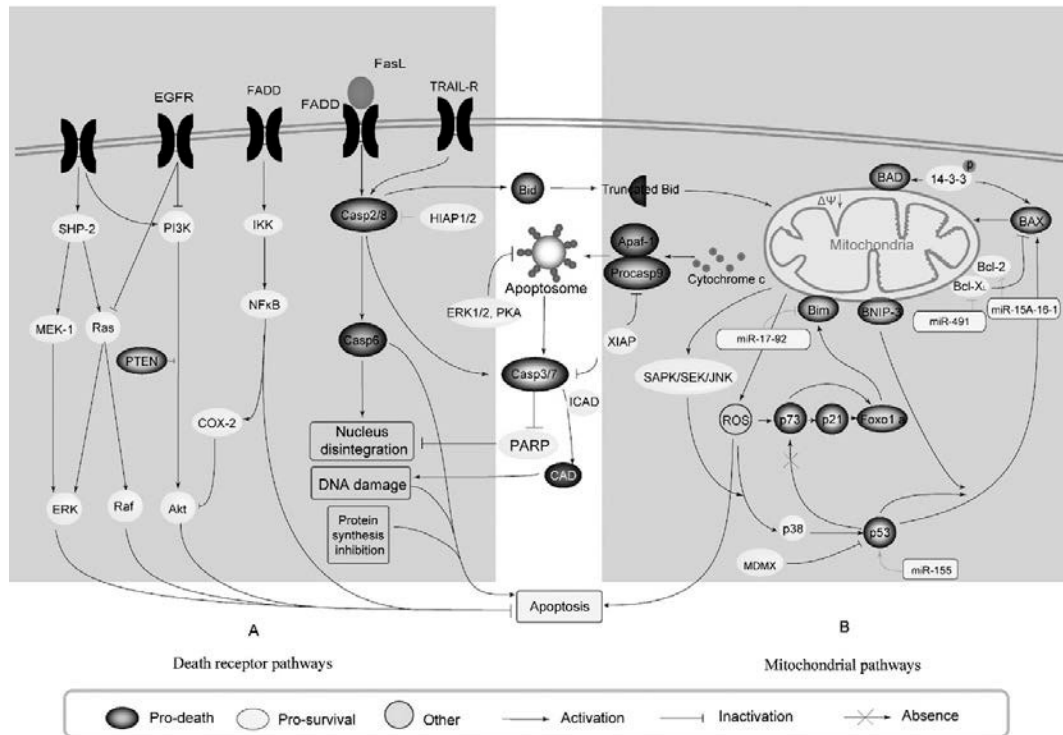 FasL
EGFR
FADD
FADD
TRAIL-R
SHP-2
PI3K
IKK
Casp2/8
HIAP1/2
Bid
Truncated Bid
BAD
14-3-3
p
BAX
ΔΨ↓
Mitochondria
Apaf-1
Procasp9
Cytochrome c
Apoptosome
Bcl-2
Bcl-XL
miR-15A-16-1
miR-491
MEK-1
Ras
NFκB
ERK1/2, PKA
Bim
BNIP-3
miR-17-92
PTEN
Casp6
XIAP
Casp3/7
SAPK/SEK/JNK
ICAD
COX-2
ROS
p73
p21
Foxo1 a
Nucleus
disintegration
PARP
CAD
DNA damage
ERK
Raf
Akt
Protein
synthesis
inhibition
p38
p53
MDMX
miR-155
Apoptosis
A
B
Death receptor pathways
Mitochondrial pathways
Pro-death
Pro-survival
Other
Activation
Inactivation
Absence